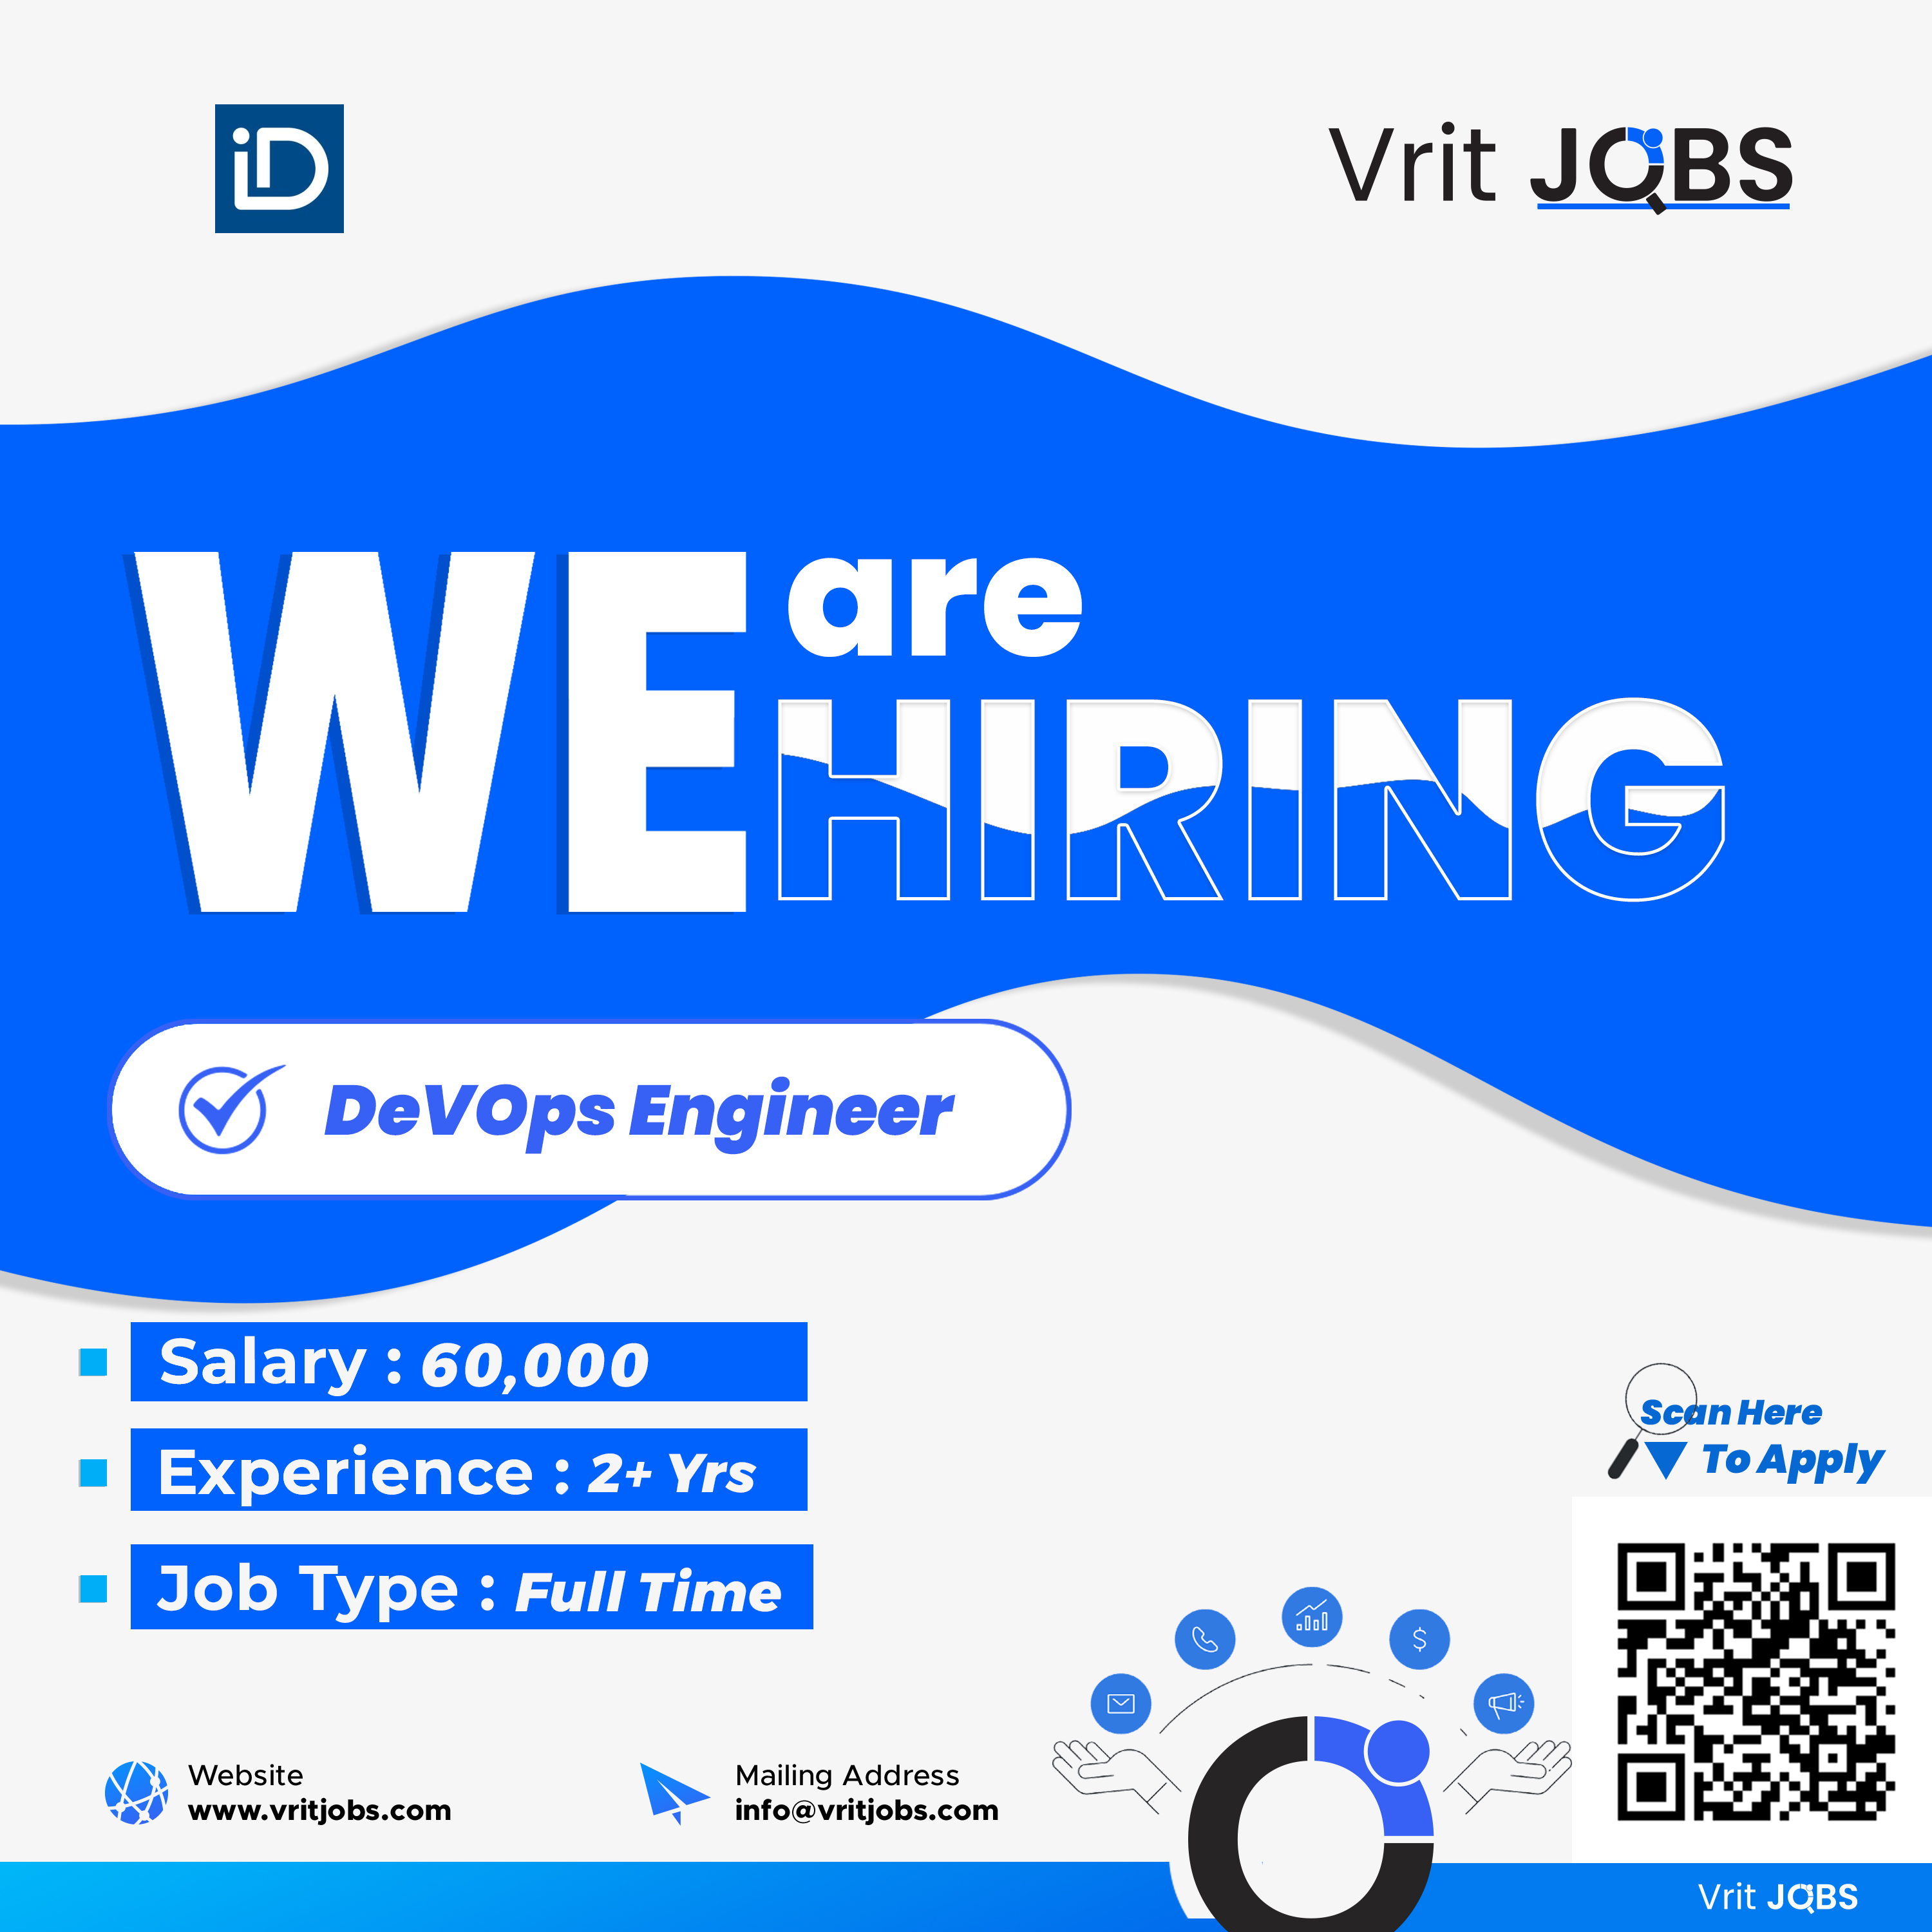 iD
Vrit JOBS
WE are
HIRING
DeVOps Engineer
Salary : 60,000
Experience : 2+ Yrs
Job Type : Full Time
Scan Here
To Apply
Website
www.vritjobs.com
Mailing Address
info@vritjobs.com
$
Vrit JOBS